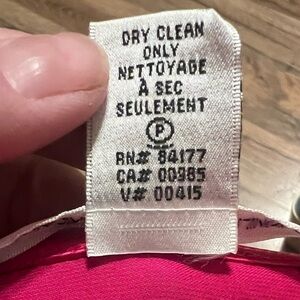 DRY CLEAN
ONLY
NETTOYAGE
À SEC
SEULEMENT
P
RN# 84177
CA# 00985
V# 00415